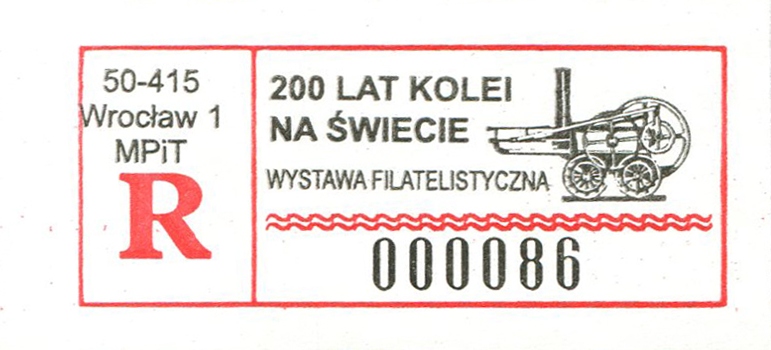 50-415
Wrocław 1
MPiT
R
200 LAT KOLEI
NA ŚWIECIE
WYSTAWA FILATELISTYCZNA
000086